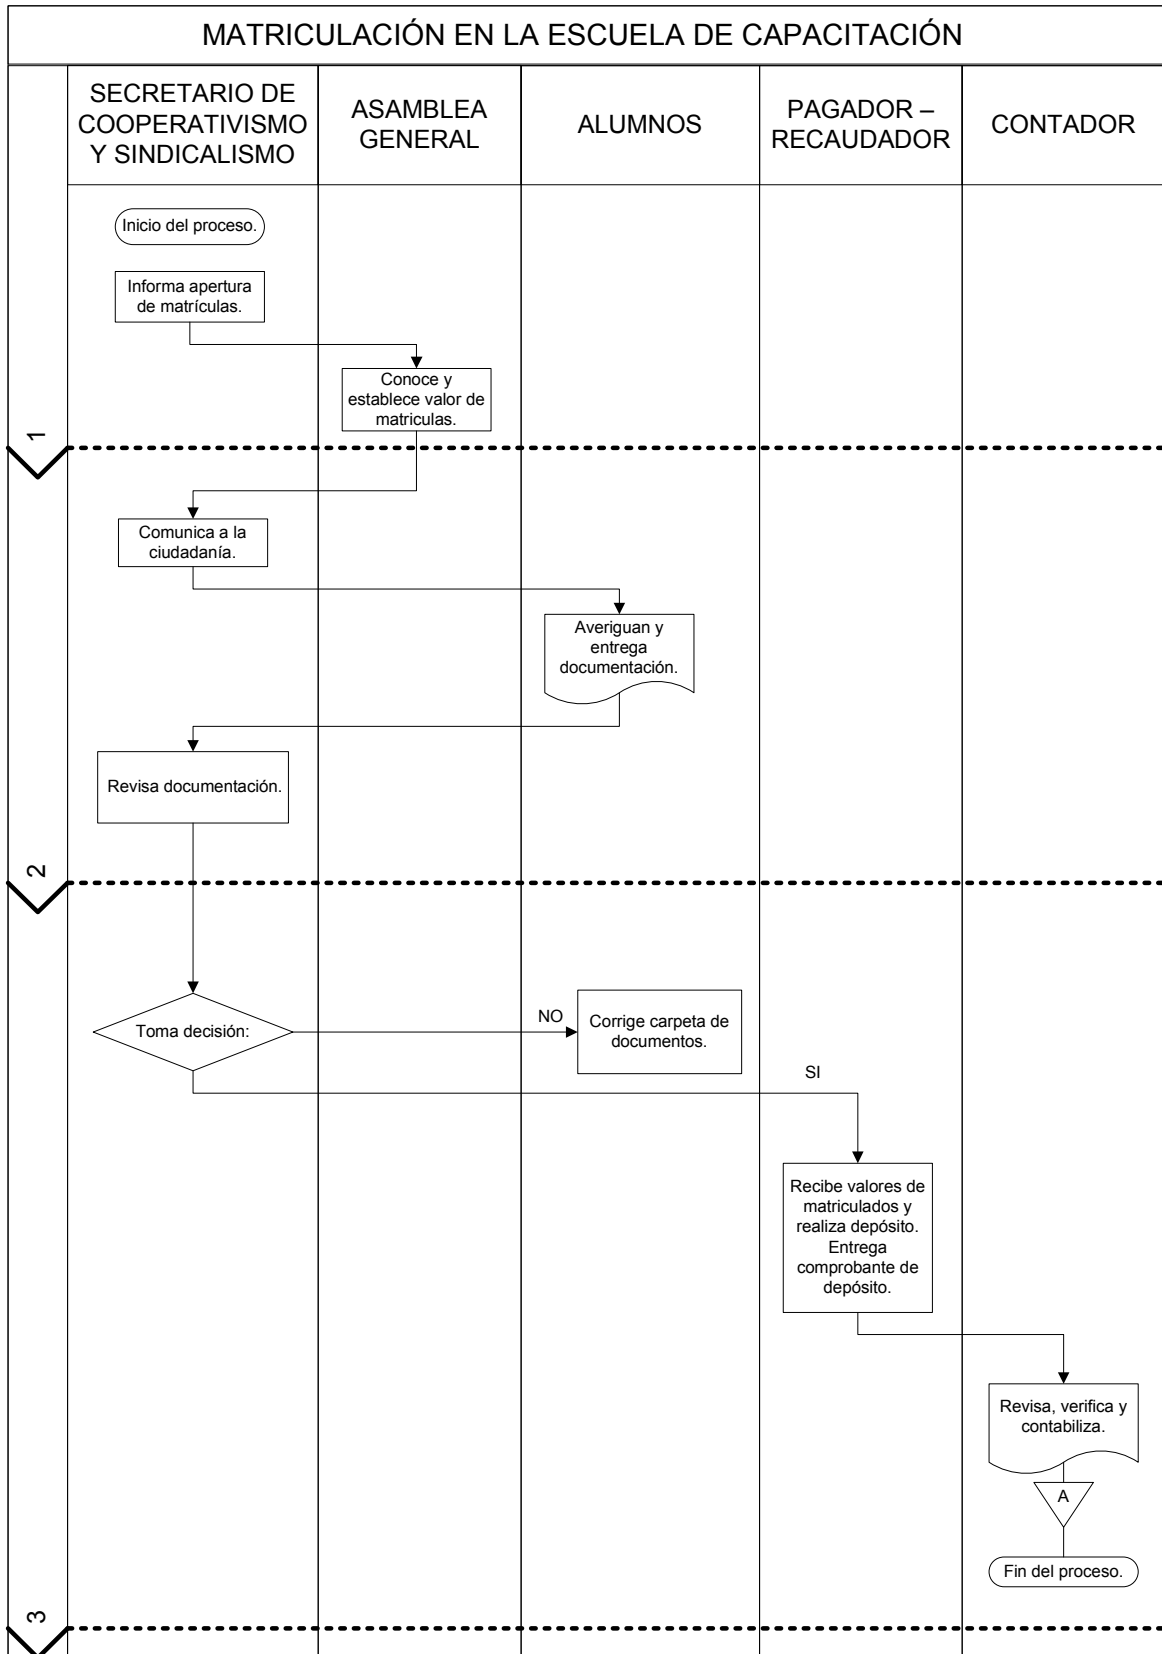 MATRICULACIÓN EN LA ESCUELA DE CAPACITACIÓN
SECRETARIO DE
COOPERATIVISMO
Y SINDICALISMO
ASAMBLEA
GENERAL
ALUMNOS
PAGADOR –
RECAUDADOR
CONTADOR
Inicio del proceso.
Informa apertura
de matrículas.
Conoce y
establece valor de
matriculas.
1
Comunica a la
ciudadanía.
Averiguan y
entrega
documentación.
Revisa documentación.
2
Toma decisión:
NO
Corrige carpeta de
documentos.
SI
Recibe valores de
matriculados y
realiza depósito.
Entrega
comprobante de
depósito.
Revisa, verifica y
contabiliza.
A
Fin del proceso.
3